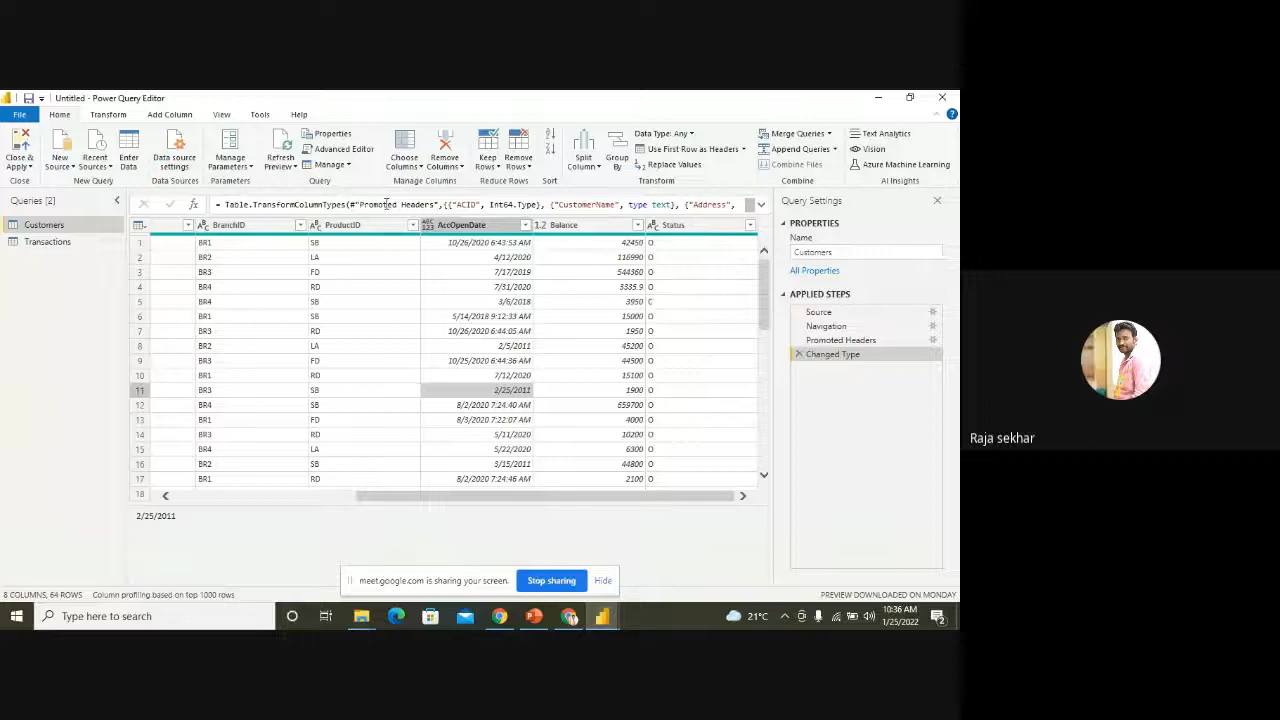 Untitled - Power Query Editor
File Home Transform Add Column View Tools Help
Close & Apply
New Source
Recent Sources
Enter Data
Data source settings
Manage Parameters
Refresh Preview
Properties
Advanced Editor
Manage
Choose Columns
Remove Columns
Keep Rows
Remove Rows
Split Column
Group By
Data Type: Any
Use First Row as Headers
Replace Values
Merge Queries
Append Queries
Combine Files
Text Analytics
Vision
Azure Machine Learning
Close New Query Data Sources Parameters Query Manage Columns Reduce Rows Sort Transform Combine AI Insights
Queries [2]
Customers
Transactions
= Table.TransformColumnTypes(#"Promoted Headers",{{"ACID", Int64.Type}, {"CustomerName", type text}, {"Address",
BranchID ProductID AccOpenDate 1.2 Balance Status
1 BR1 SB 10/26/2020 6:43:53 AM 42450 O
2 BR2 LA 4/12/2020 116990 O
3 BR3 FD 7/17/2019 544360 O
4 BR4 RD 7/31/2020 3335.9 O
5 BR4 SB 3/6/2018 3950 C
6 BR1 SB 5/14/2018 9:12:33 AM 15000 O
7 BR3 RD 10/26/2020 6:44:05 AM 1950 O
8 BR2 LA 2/5/2011 45200 O
9 BR3 FD 10/25/2020 6:44:36 AM 44500 O
10 BR1 RD 7/12/2020 15100 O
11 BR3 SB 2/25/2011 1900 O
12 BR4 SB 8/2/2020 7:24:40 AM 659700 O
13 BR1 FD 8/3/2020 7:22:07 AM 4000 O
14 BR3 RD 5/11/2020 10200 O
15 BR4 LA 5/22/2020 6300 O
16 BR2 SB 3/15/2011 44800 O
17 BR1 RD 8/2/2020 7:24:46 AM 2100 O
18
2/25/2011
Query Settings
PROPERTIES
Name
Customers
All Properties
APPLIED STEPS
Source
Navigation
Promoted Headers
Changed Type
Raja sekhar
meet.google.com is sharing your screen. Stop sharing Hide
8 COLUMNS, 64 ROWS Column profiling based on top 1000 rows PREVIEW DOWNLOADED ON MONDAY
Type here to search
21°C
10:36 AM
1/25/2022
2